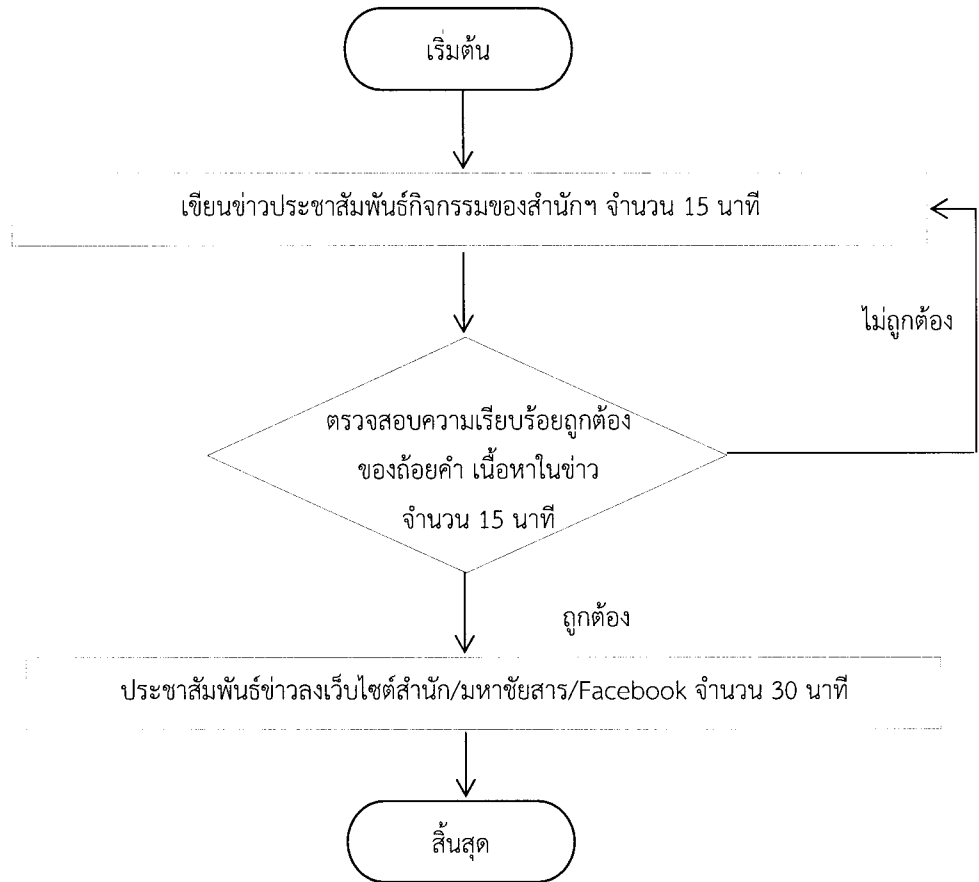 เริ่มต้น
เขียนข่าวประชาสัมพันธ์กิจกรรมของสำนักฯ จำนวน 15 นาที
ไม่ถูกต้อง
ตรวจสอบความเรียบร้อยถูกต้อง
ของถ้อยคำ เนื้อหาในข่าว
จำนวน 15 นาที
ถูกต้อง
ประชาสัมพันธ์ข่าวลงเว็บไซต์สำนัก/มหาชัยสาร/Facebook จำนวน 30 นาที
สิ้นสุด